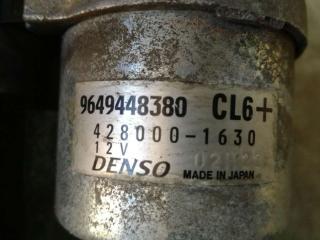 9649448380 CL6+
428000-1630
12V
DENSO MADE IN JAPAN